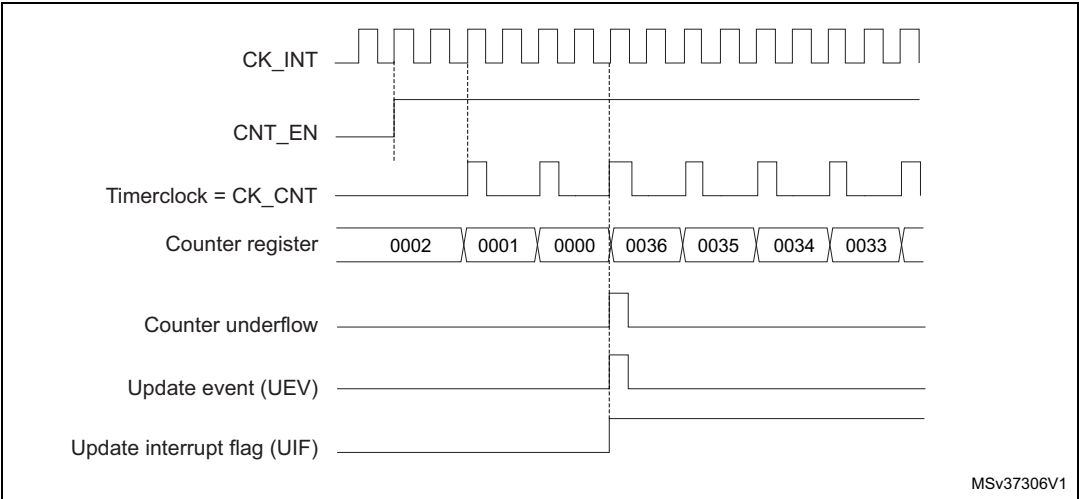 CK_INT
CNT_EN
Timerclock = CK_CNT
Counter register 0002 0001 0000 0036 0035 0034 0033
Counter underflow
Update event (UEV)
Update interrupt flag (UIF)
MSv37306V1